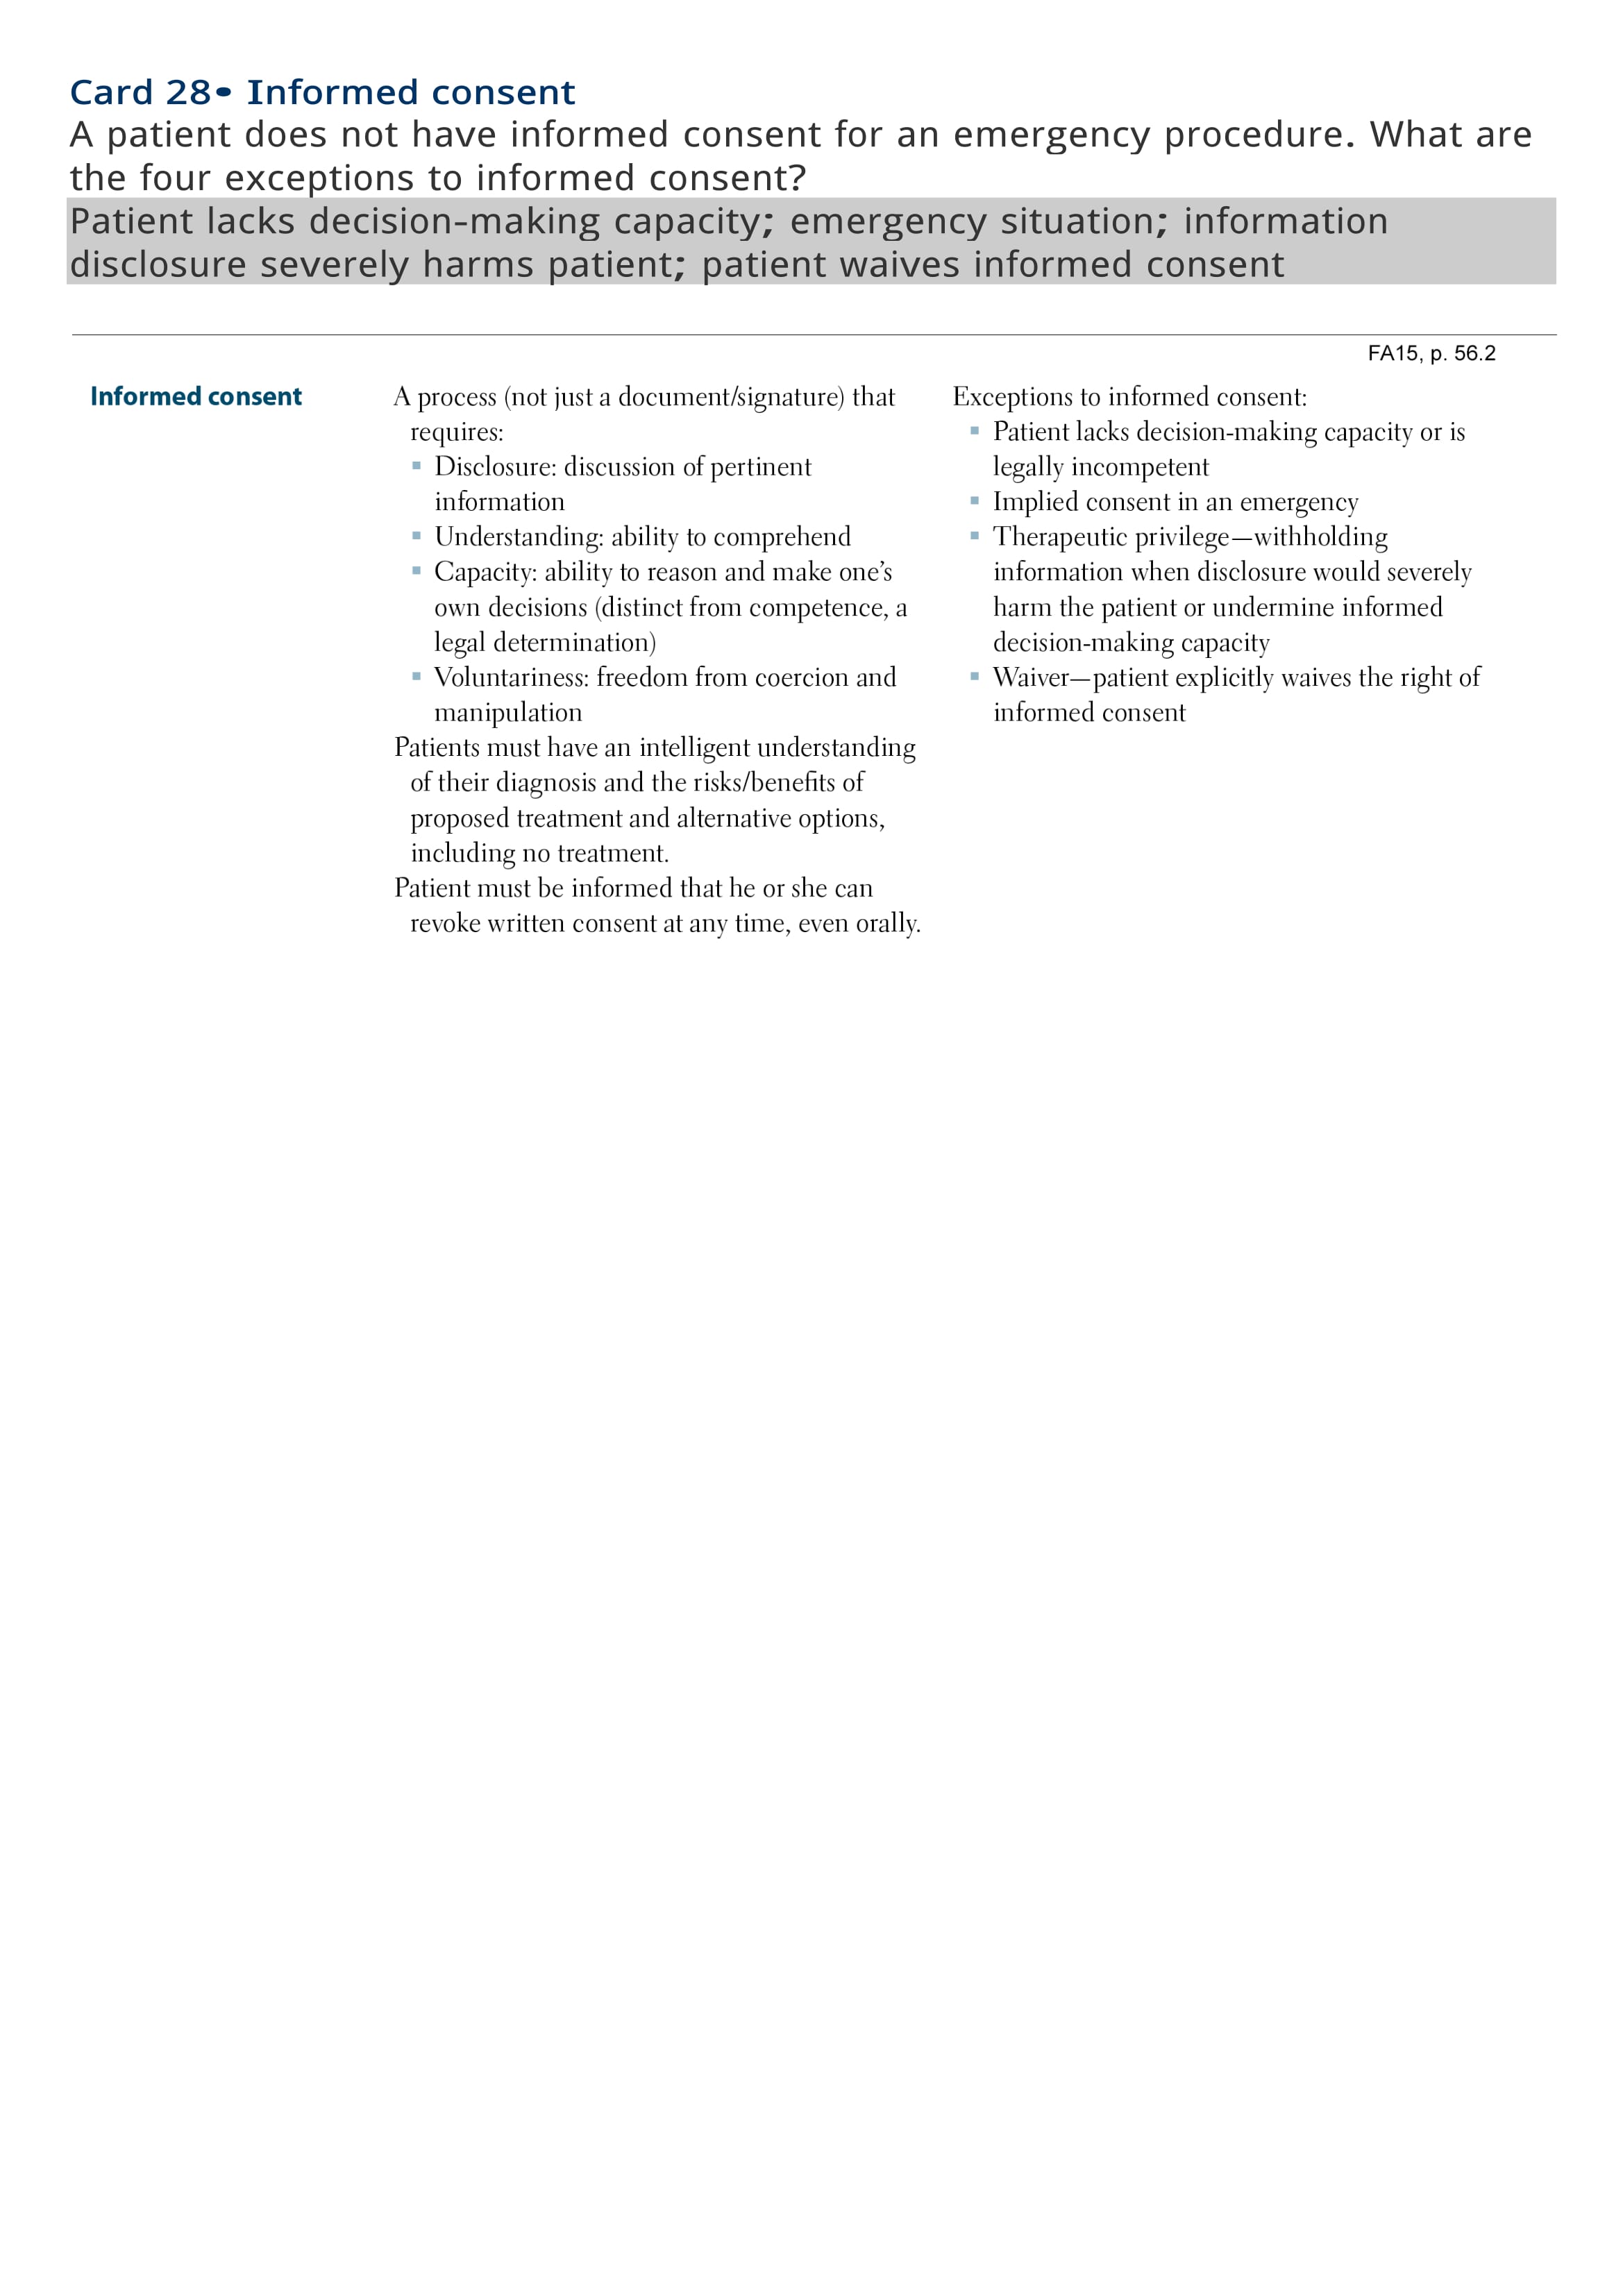 Card 28• Informed consent
A patient does not have informed consent for an emergency procedure. What are
the four exceptions to informed consent?
Patient lacks decision-making capacity; emergency situation; information
disclosure severely harms patient; patient waives informed consent
FA15, p. 56.2
Informed consent
A process (not just a document/signature) that
requires:
▪ Disclosure: discussion of pertinent
information
▪ Understanding: ability to comprehend
▪ Capacity: ability to reason and make one’s
own decisions (distinct from competence, a
legal determination)
▪ Voluntariness: freedom from coercion and
manipulation
Patients must have an intelligent understanding
of their diagnosis and the risks/benefits of
proposed treatment and alternative options,
including no treatment.
Patient must be informed that he or she can
revoke written consent at any time, even orally.
Exceptions to informed consent:
▪ Patient lacks decision-making capacity or is
legally incompetent
▪ Implied consent in an emergency
▪ Therapeutic privilege—withholding
information when disclosure would severely
harm the patient or undermine informed
decision-making capacity
▪ Waiver—patient explicitly waives the right of
informed consent